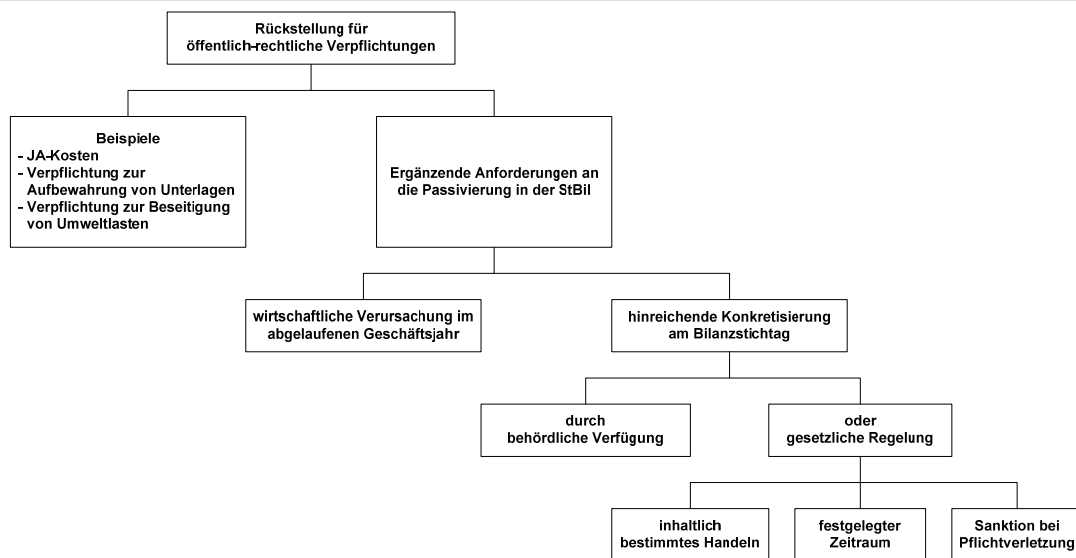 Rückstellung für
öffentlich-rechtliche Verpflichtungen
Beispiele
- JA-Kosten
- Verpflichtung zur
Aufbewahrung von Unterlagen
- Verpflichtung zur Beseitigung
von Umweltlasten
Ergänzende Anforderungen an
die Passivierung in der StBil
wirtschaftliche Verursachung im
abgelaufenen Geschäftsjahr
hinreichende Konkretisierung
am Bilanzstichtag
durch
behördliche Verfügung
oder
gesetzliche Regelung
inhaltlich
bestimmtes Handeln
festgelegter
Zeitraum
Sanktion bei
Pflichtverletzung